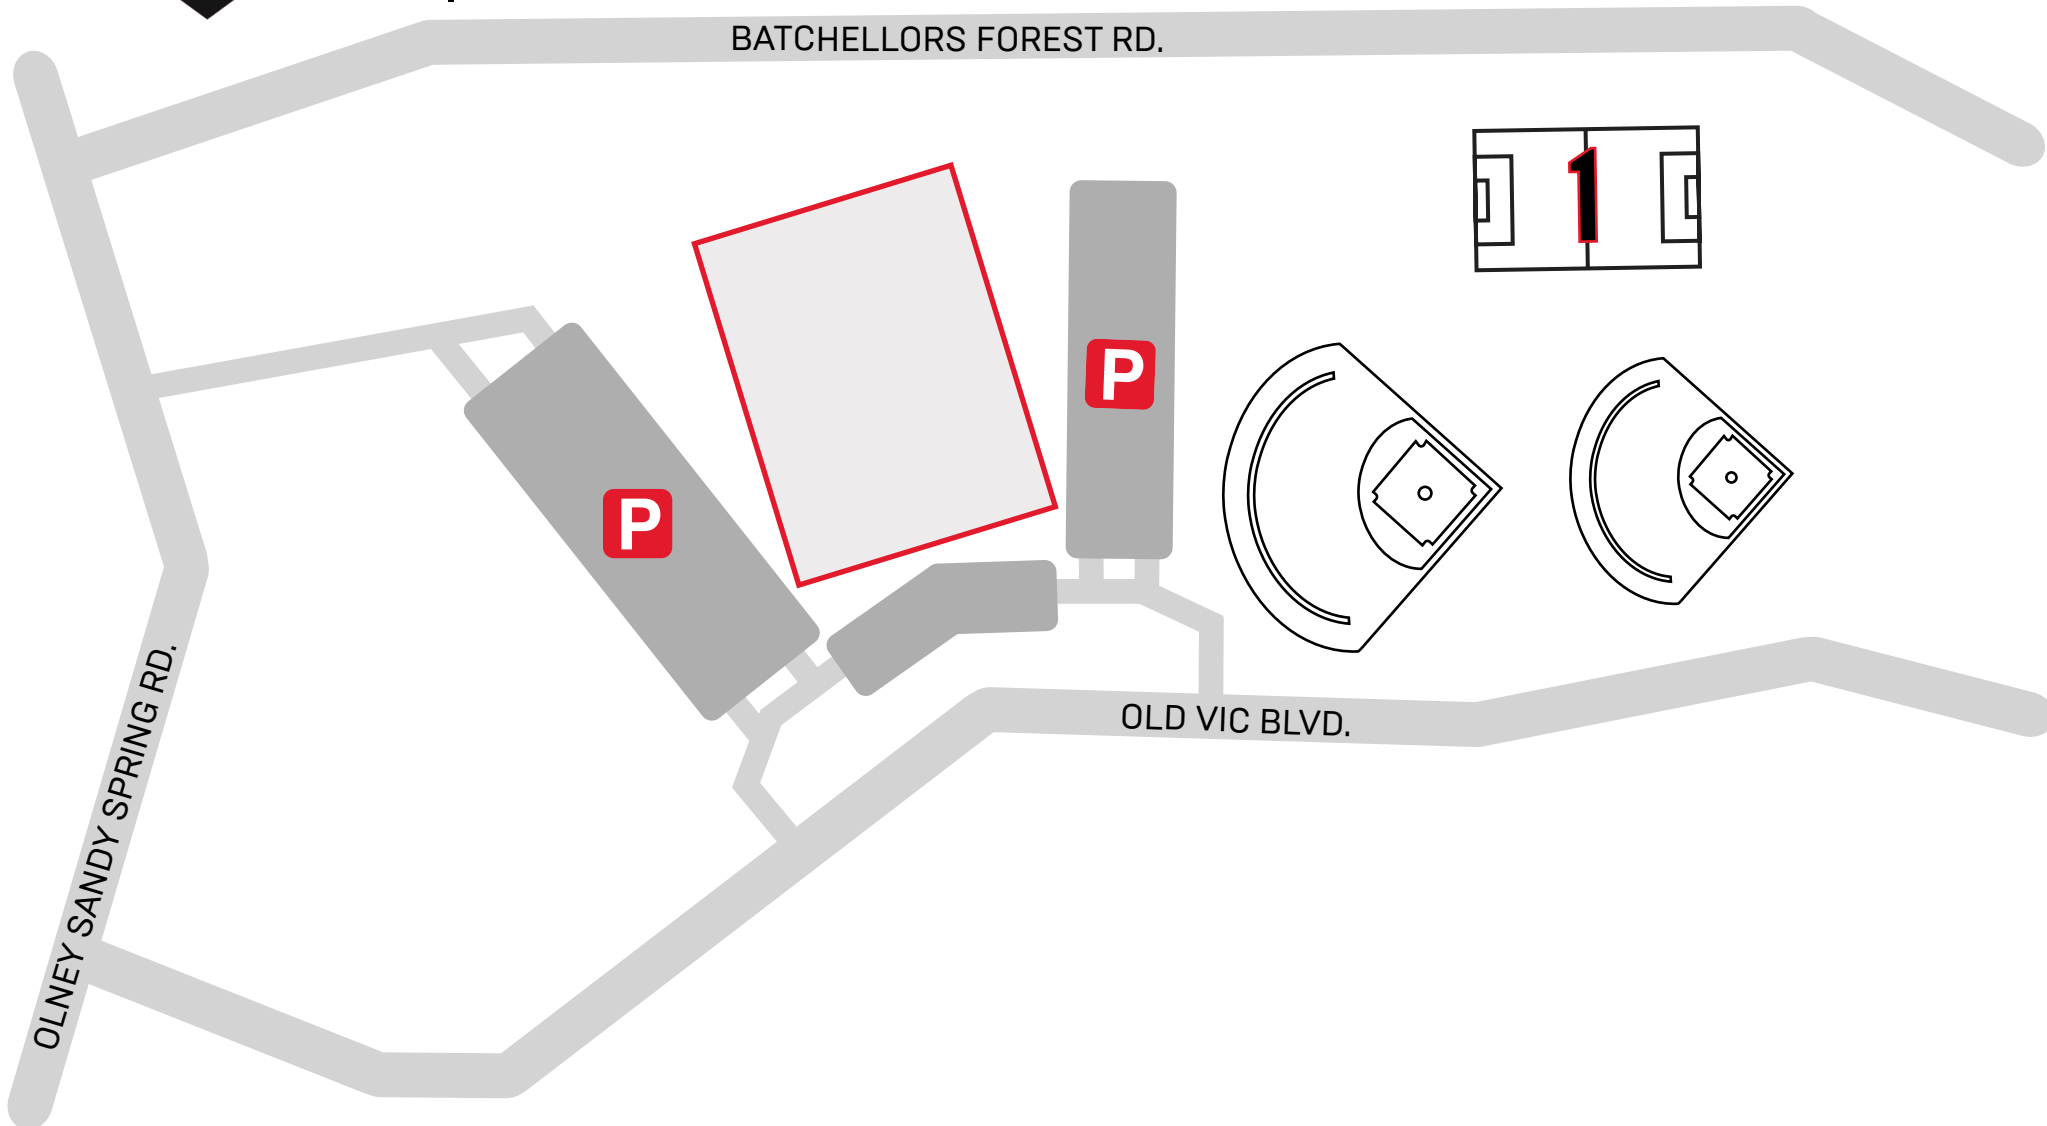 BATCHELLORS FOREST RD.
1
P
P
OLNEY SANDY SPRING RD.
OLD VIC BLVD.